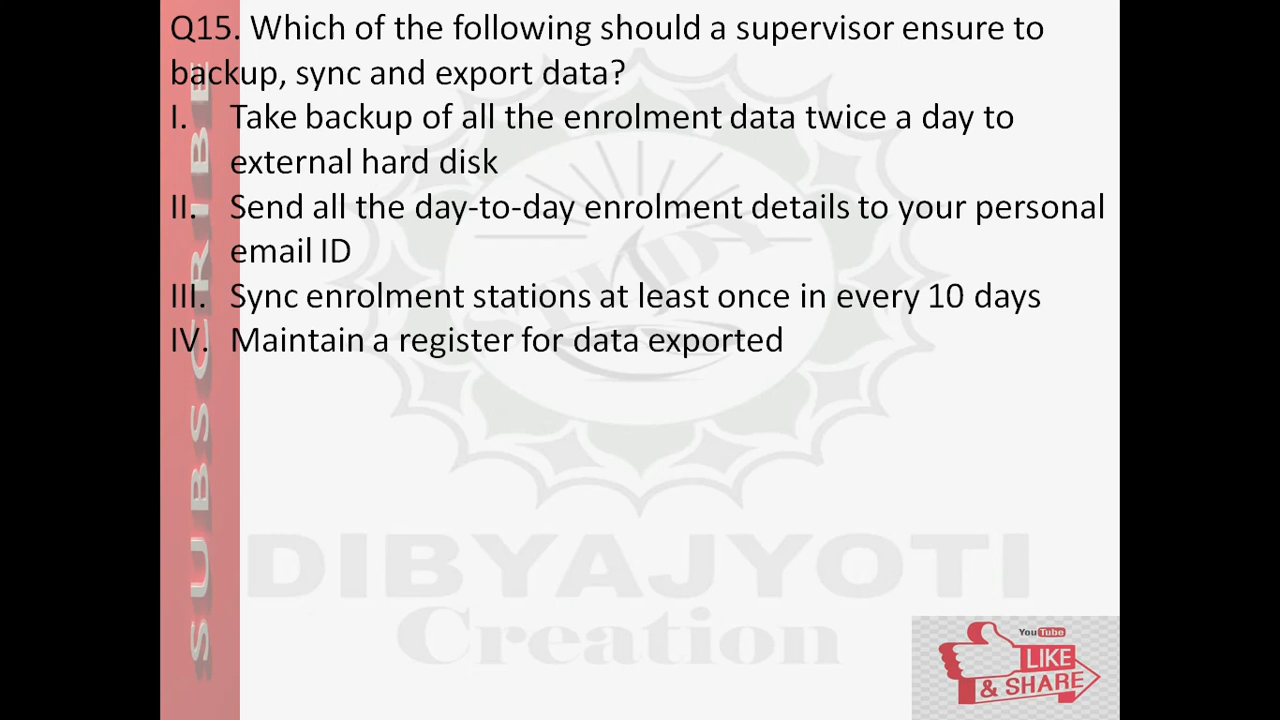 Q15. Which of the following should a supervisor ensure to
backup, sync and export data?
I. Take backup of all the enrolment data twice a day to
external hard disk
II. Send all the day-to-day enrolment details to your personal
email ID
III. Sync enrolment stations at least once in every 10 days
IV. Maintain a register for data exported
SUBSCRIBE
STUDY
DIBYAJYOTI
Creation
YouTube
LIKE
& SHARE